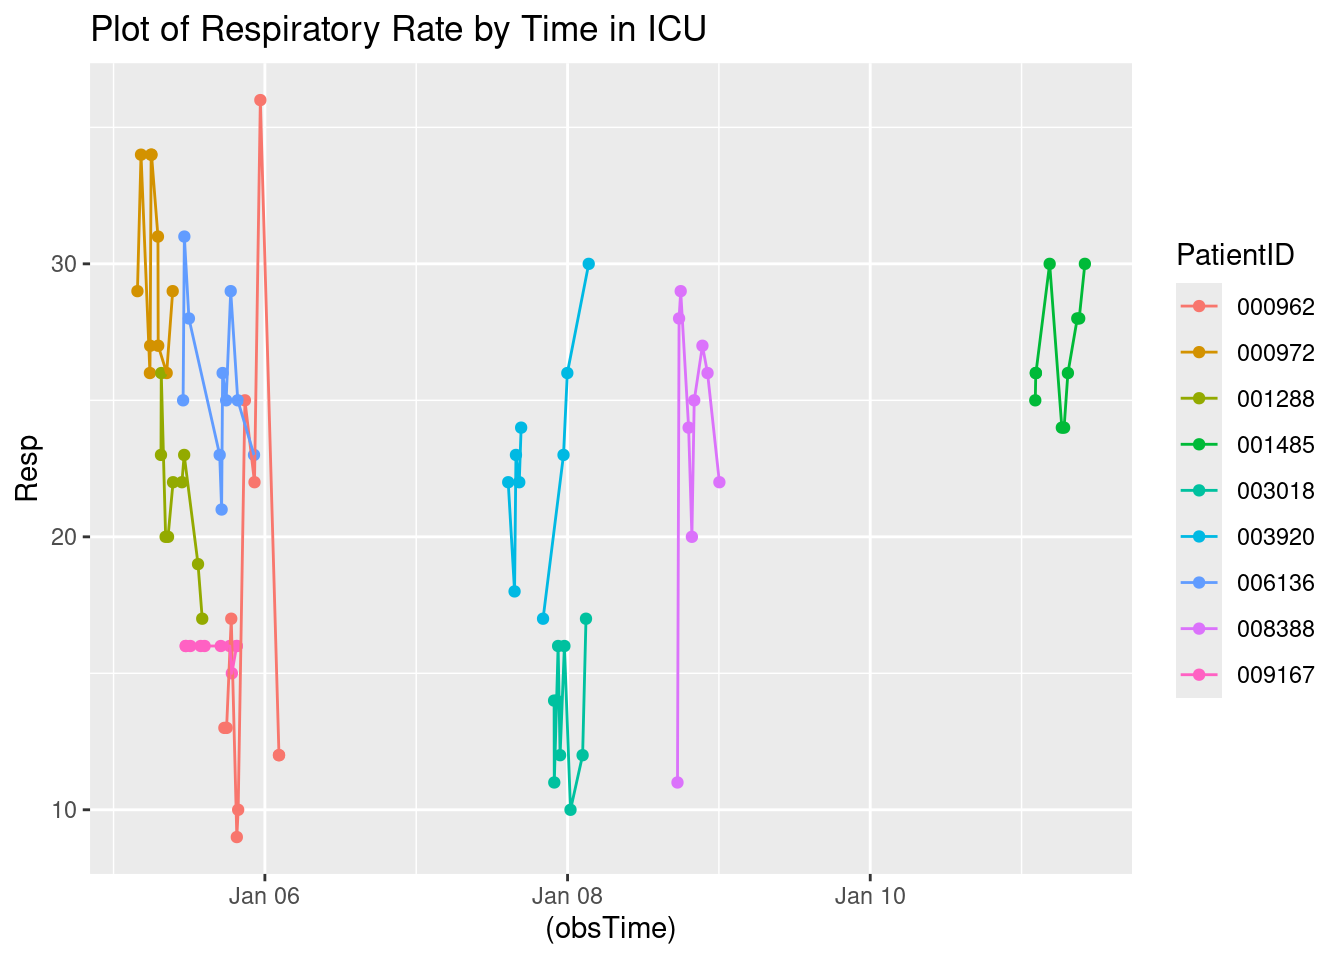 Plot of Respiratory Rate by Time in ICU
Resp
30
20
10
Jan 06
Jan 08
Jan 10
(obsTime)
PatientID
000962
000972
001288
001485
003018
003920
006136
008388
009167